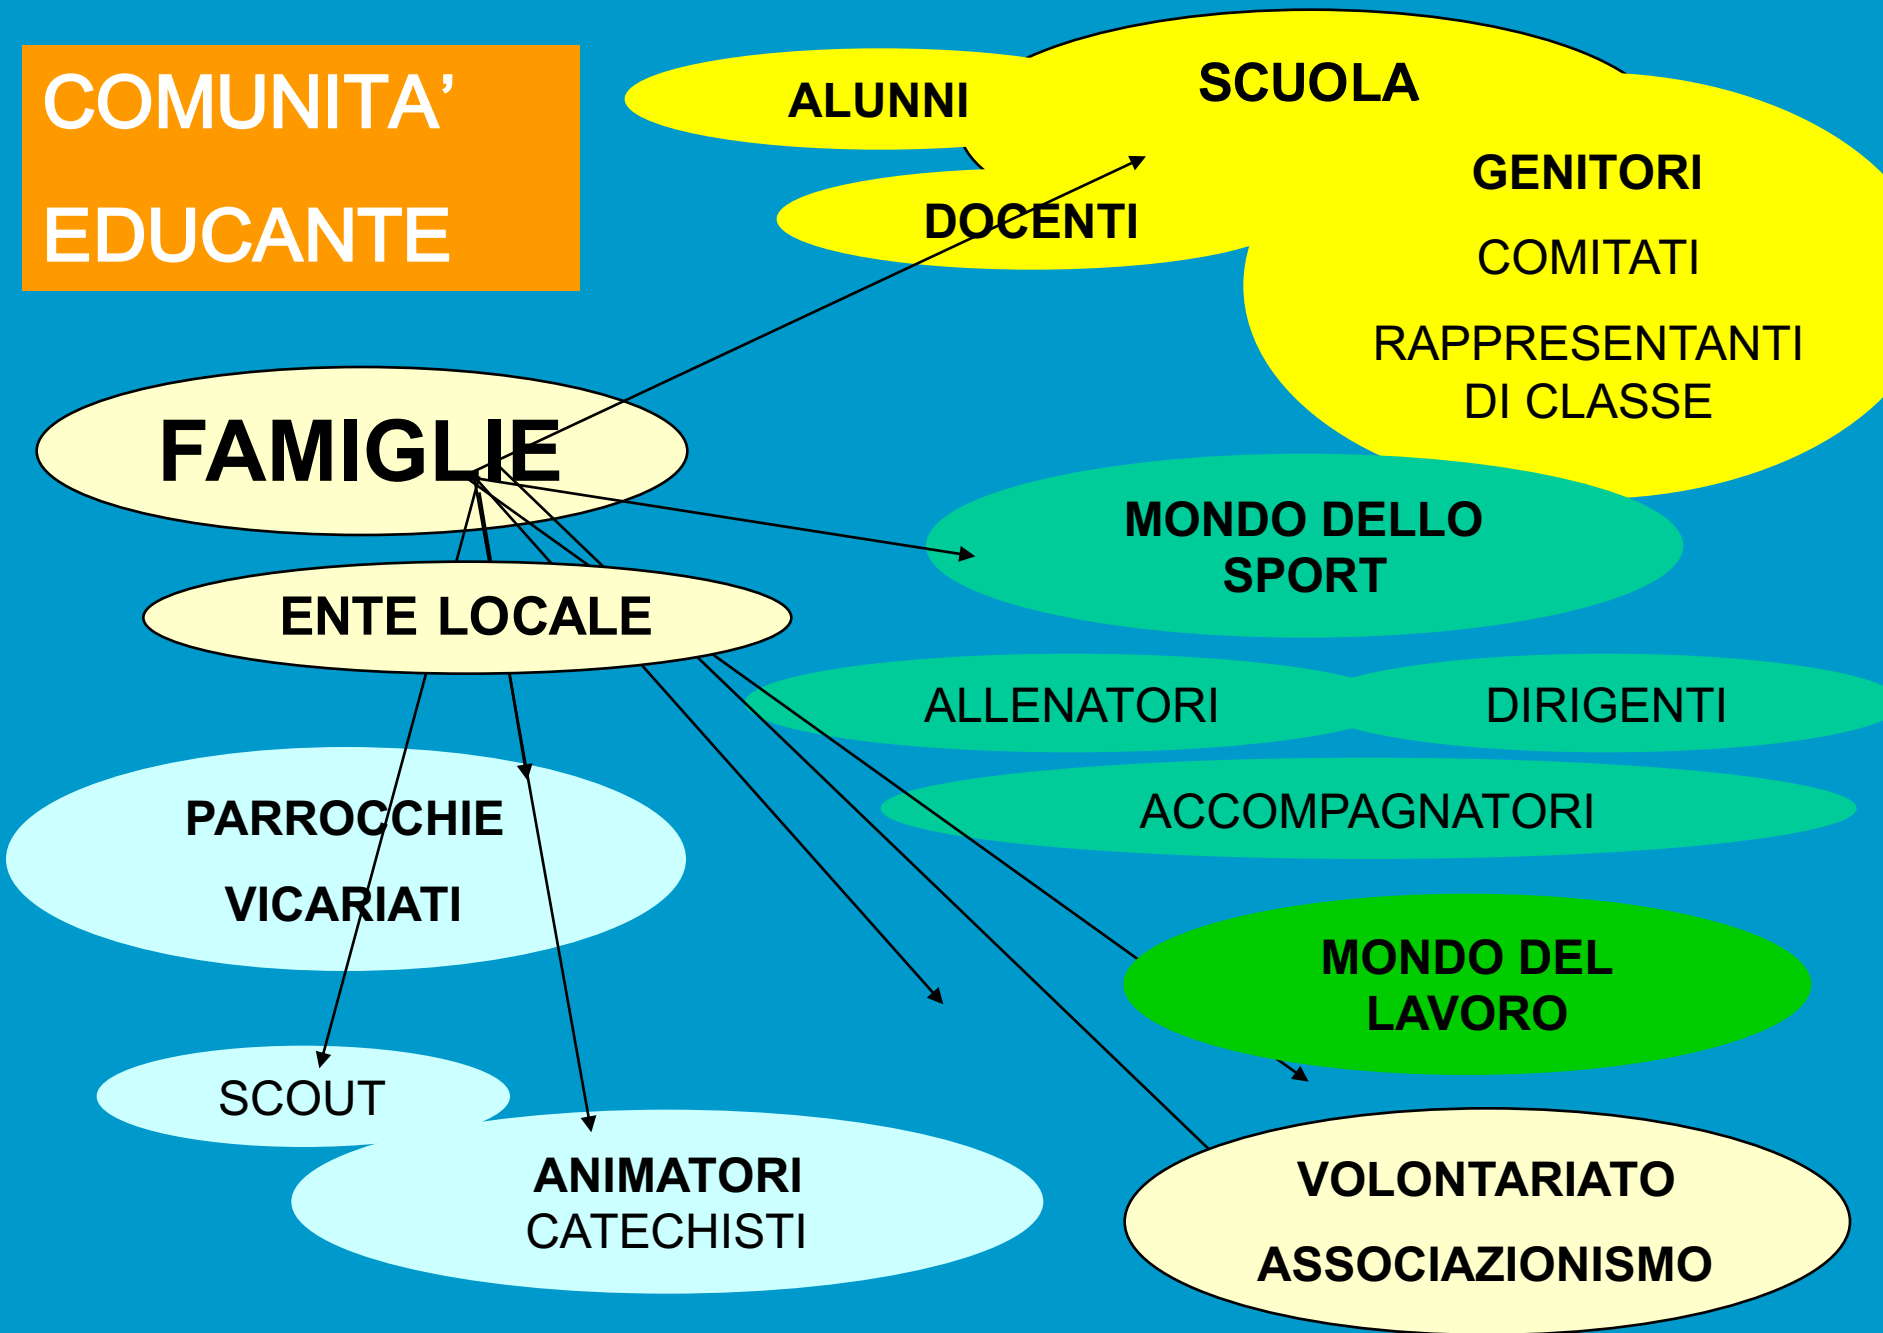 COMUNITA’
EDUCANTE
ALUNNI
SCUOLA
DOCENTI
GENITORI
COMITATI
RAPPRESENTANTI
DI CLASSE
FAMIGLIE
ENTE LOCALE
MONDO DELLO
SPORT
ALLENATORI
DIRIGENTI
ACCOMPAGNATORI
PARROCCHIE
VICARIATI
MONDO DEL
LAVORO
SCOUT
ANIMATORI
CATECHISTI
VOLONTARIATO
ASSOCIAZIONISMO